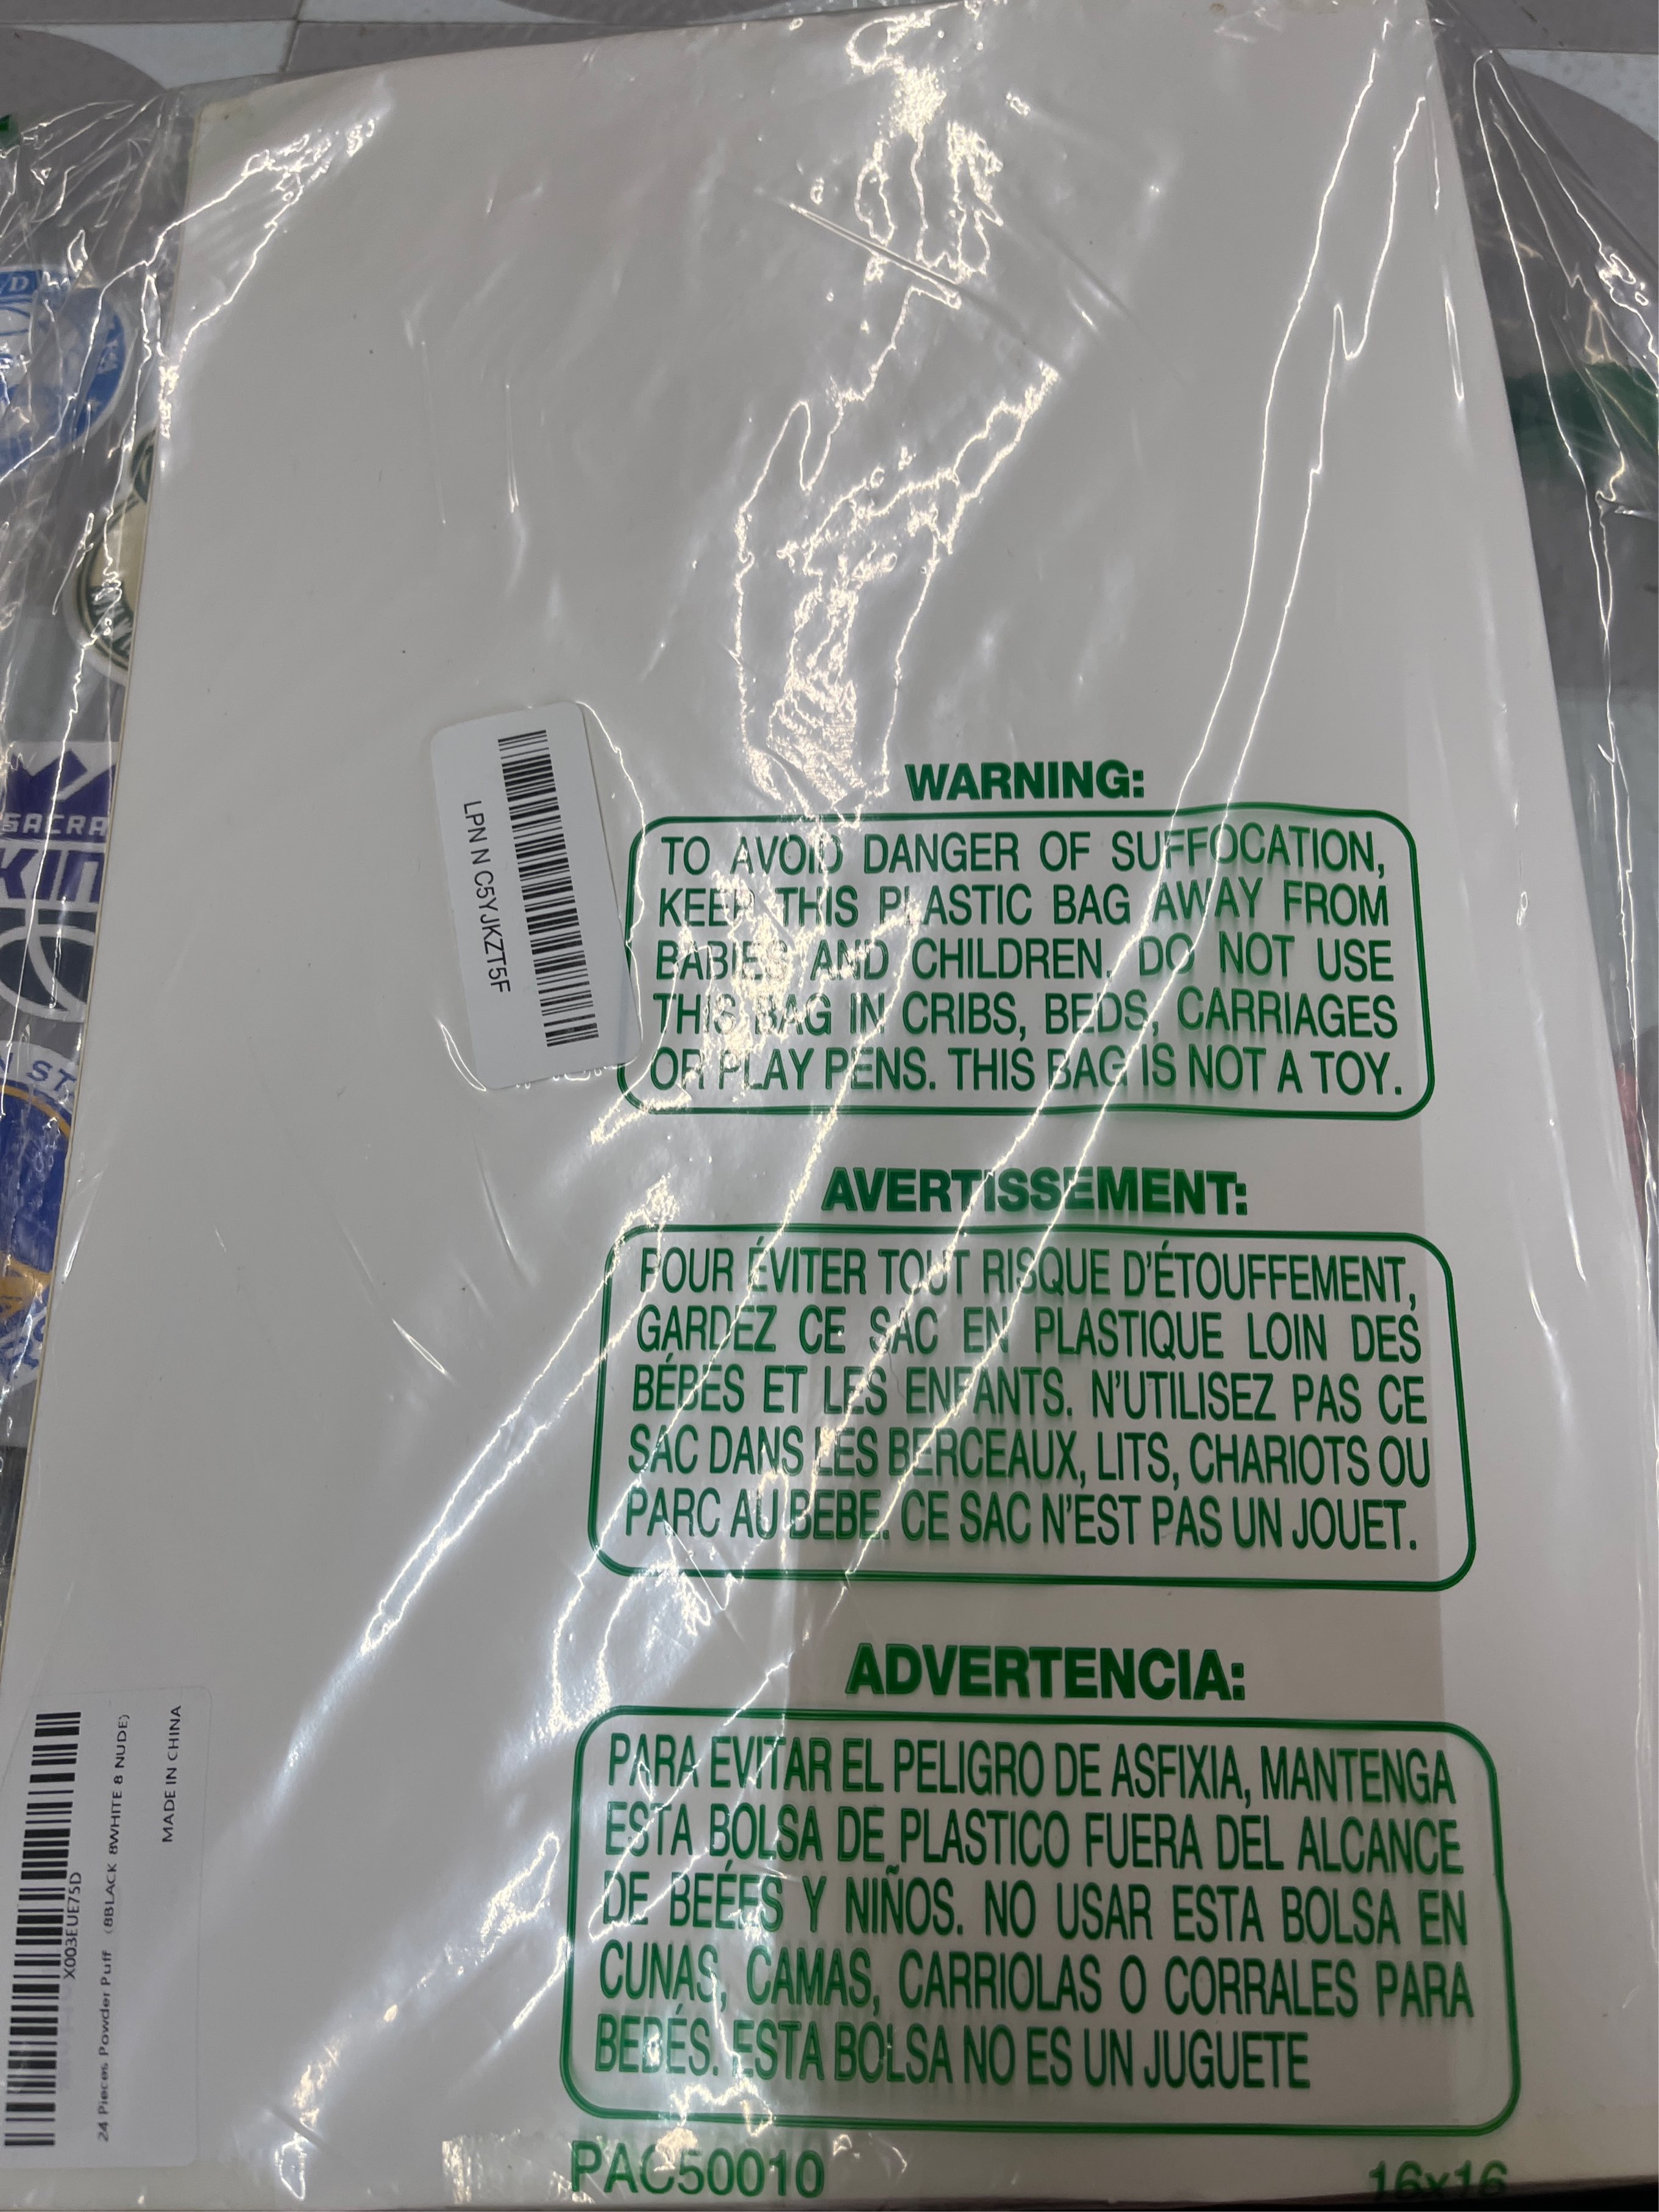 WARNING:
TO AVOID DANGER OF SUFFOCATION,
KEEP THIS PLASTIC BAG AWAY FROM
BABIES AND CHILDREN. DO NOT USE
THIS BAG IN CRIBS, BEDS, CARRIAGES
OR PLAY PENS. THIS BAG IS NOT A TOY.
AVERTISSEMENT:
POUR ÉVITER TOUT RISQUE D'ÉTOUFFEMENT,
GARDEZ CE SAC EN PLASTIQUE LOIN DES
BÉBÉS ET LES ENFANTS. N'UTILISEZ PAS CE
SAC DANS LES BERCEAUX, LITS, CHARIOTS OU
PARC AU BEBE. CE SAC N'EST PAS UN JOUET.
ADVERTENCIA:
PARA EVITAR EL PELIGRO DE ASFIXIA, MANTENGA
ESTA BOLSA DE PLASTICO FUERA DEL ALCANCE
DE BEÉES Y NIÑOS. NO USAR ESTA BOLSA EN
CUNAS, CAMAS, CARRIOLAS O CORRALES PARA
BEBÉS. ESTA BOLSA NO ES UN JUGUETE
PAC50010
16x16
LPN N C5YJKZT5F
X003EUE75D
24 Pieces Powder Puff (8BLACK 8WHITE 8 NUDE)
MADE IN CHINA
SACRA
KIN
ST.